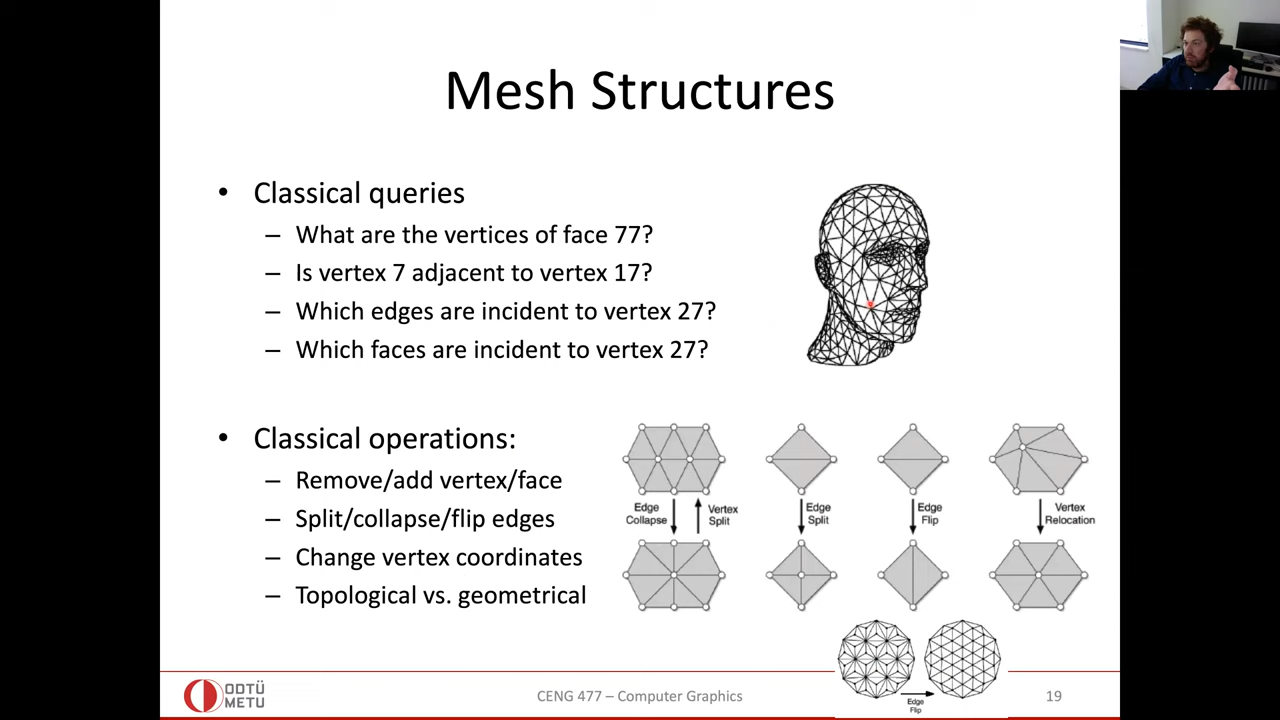 Mesh Structures
• Classical queries
– What are the vertices of face 77?
– Is vertex 7 adjacent to vertex 17?
– Which edges are incident to vertex 27?
– Which faces are incident to vertex 27?
• Classical operations:
– Remove/add vertex/face
– Split/collapse/flip edges
– Change vertex coordinates
– Topological vs. geometrical
Edge
Collapse
Vertex
Split
Edge
Split
Edge
Flip
Vertex
Relocation
Edge
Flip
ODTÜ
METU
CENG 477 – Computer Graphics
19